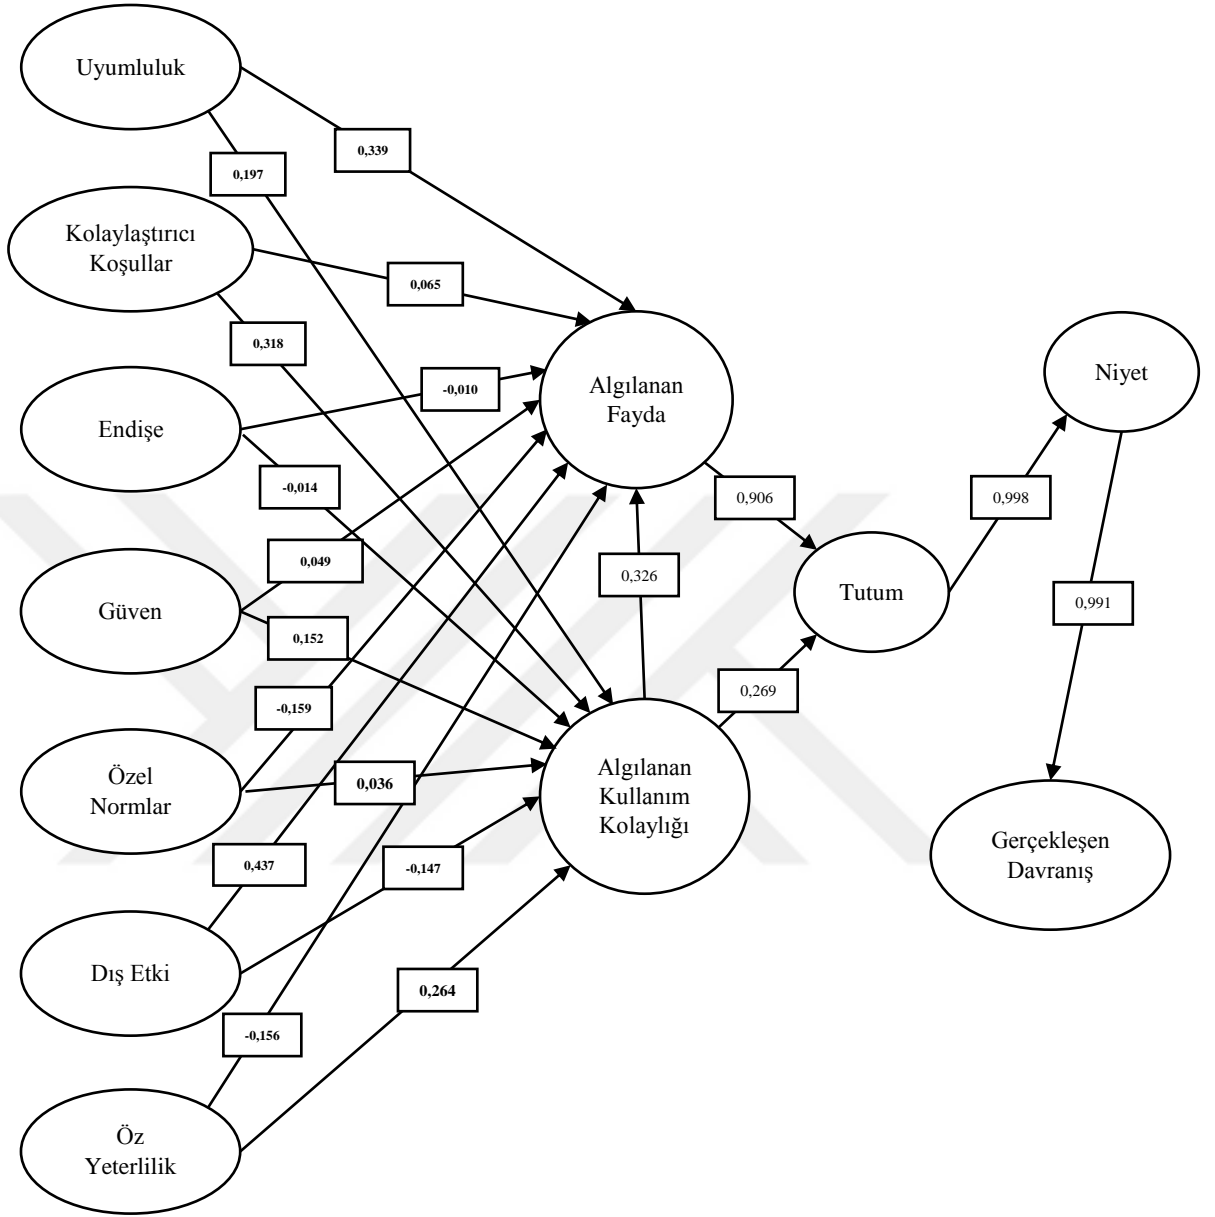 Uyumluluk
0,339
0,197
Kolaylaştırıcı
Koşullar
0,065
0,318
Algılanan
Fayda
Niyet
-0,010
Endişe
-0,014
0,906
0,998
0,049
0,326
Güven
0,152
Tutum
0,991
0,269
-0,159
Özel
Normlar
0,036
Algılanan
Kullanım
Kolaylığı
0,437
-0,147
Gerçekleşen
Davranış
Dış Etki
0,264
-0,156
Öz
Yeterlilik